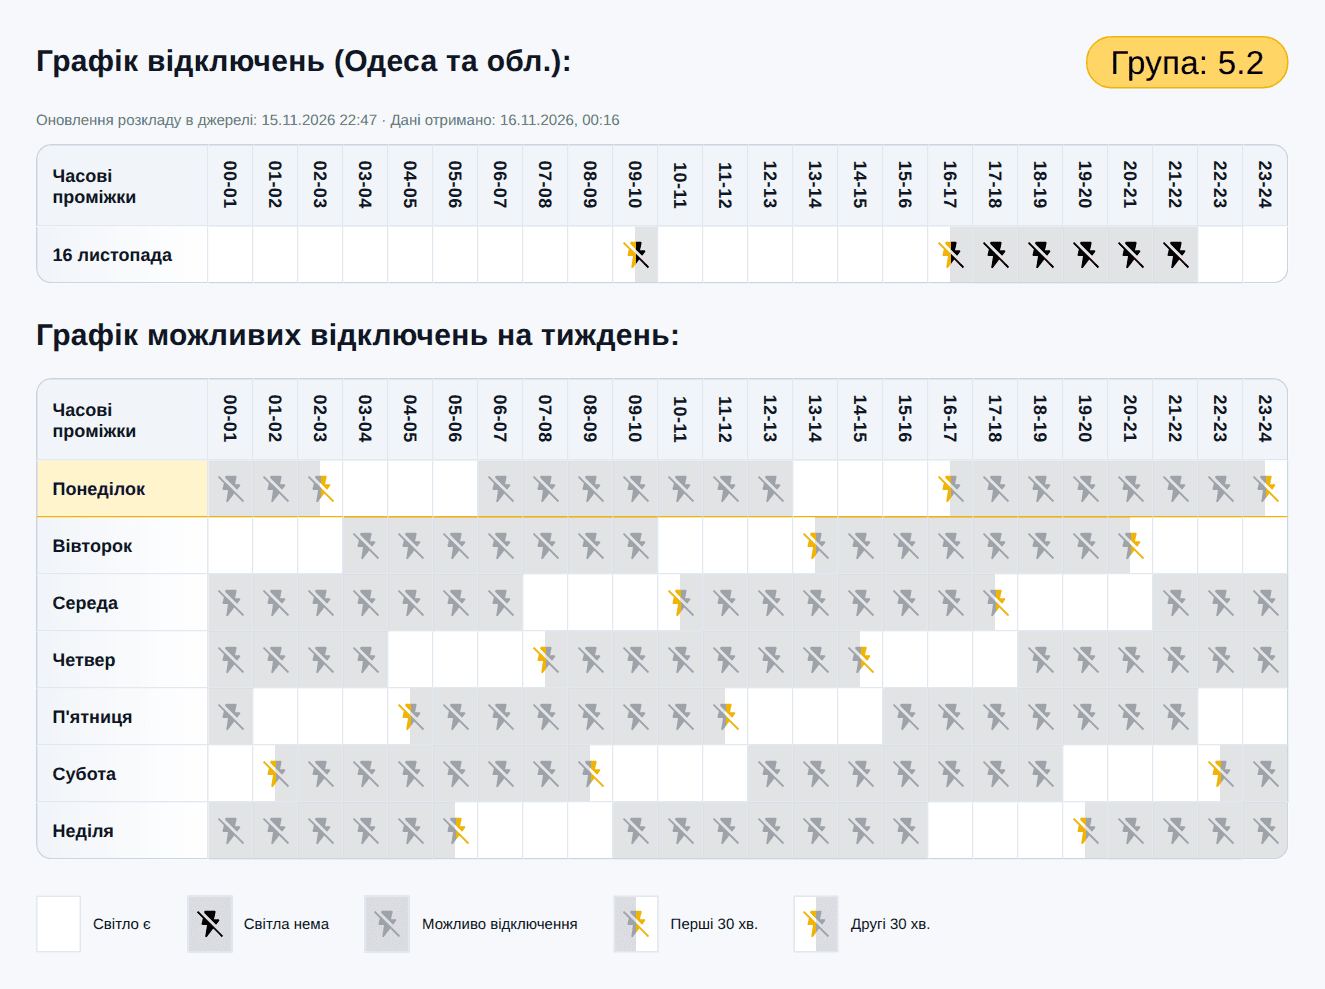 Графік відключень (Одеса та обл.):
Група: 5.2
Оновлення розкладу в джерелі: 15.11.2026 22:47 · Дані отримано: 16.11.2026, 00:16
Часові проміжки 00-01 01-02 02-03 03-04 04-05 05-06 06-07 07-08 08-09 09-10 10-11 11-12 12-13 13-14 14-15 15-16 16-17 17-18 18-19 19-20 20-21 21-22 22-23 23-24
16 листопада
Графік можливих відключень на тиждень:
Часові проміжки 00-01 01-02 02-03 03-04 04-05 05-06 06-07 07-08 08-09 09-10 10-11 11-12 12-13 13-14 14-15 15-16 16-17 17-18 18-19 19-20 20-21 21-22 22-23 23-24
Понеділок
Вівторок
Середа
Четвер
П'ятниця
Субота
Неділя
Світло є Світла нема Можливо відключення Перші 30 хв. Другі 30 хв.